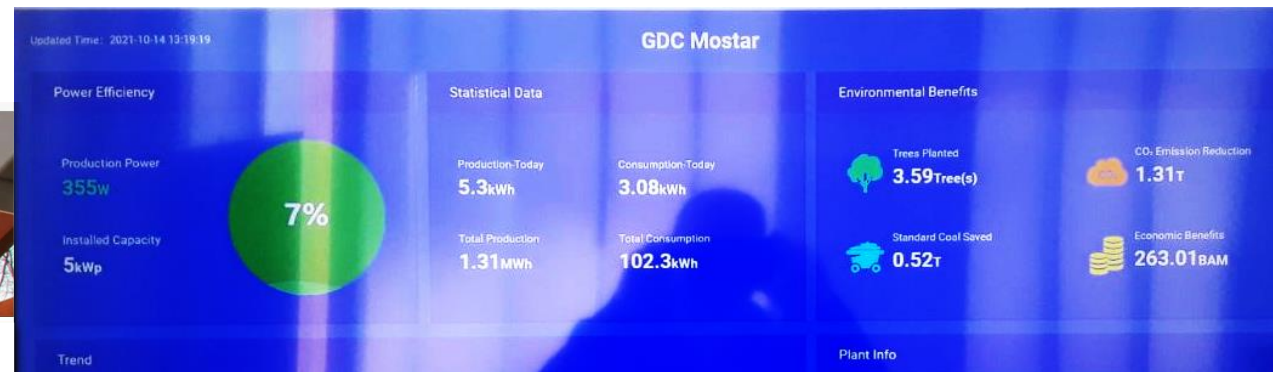 Updated Time: 2021-10-14 13:19:19
GDC Mostar
Power Efficiency
Production Power
355W
Installed Capacity
5kWp
7%
Statistical Data
Production-Today
5.3kWh
Consumption-Today
3.08kWh
Total Production
1.31MWh
Total Consumption
102.3kWh
Environmental Benefits
Trees Planted
3.59Tree(s)
CO₂ Emission Reduction
1.31T
Standard Coal Saved
0.52T
Economic Benefits
263.01BAM
Trend
Plant Info